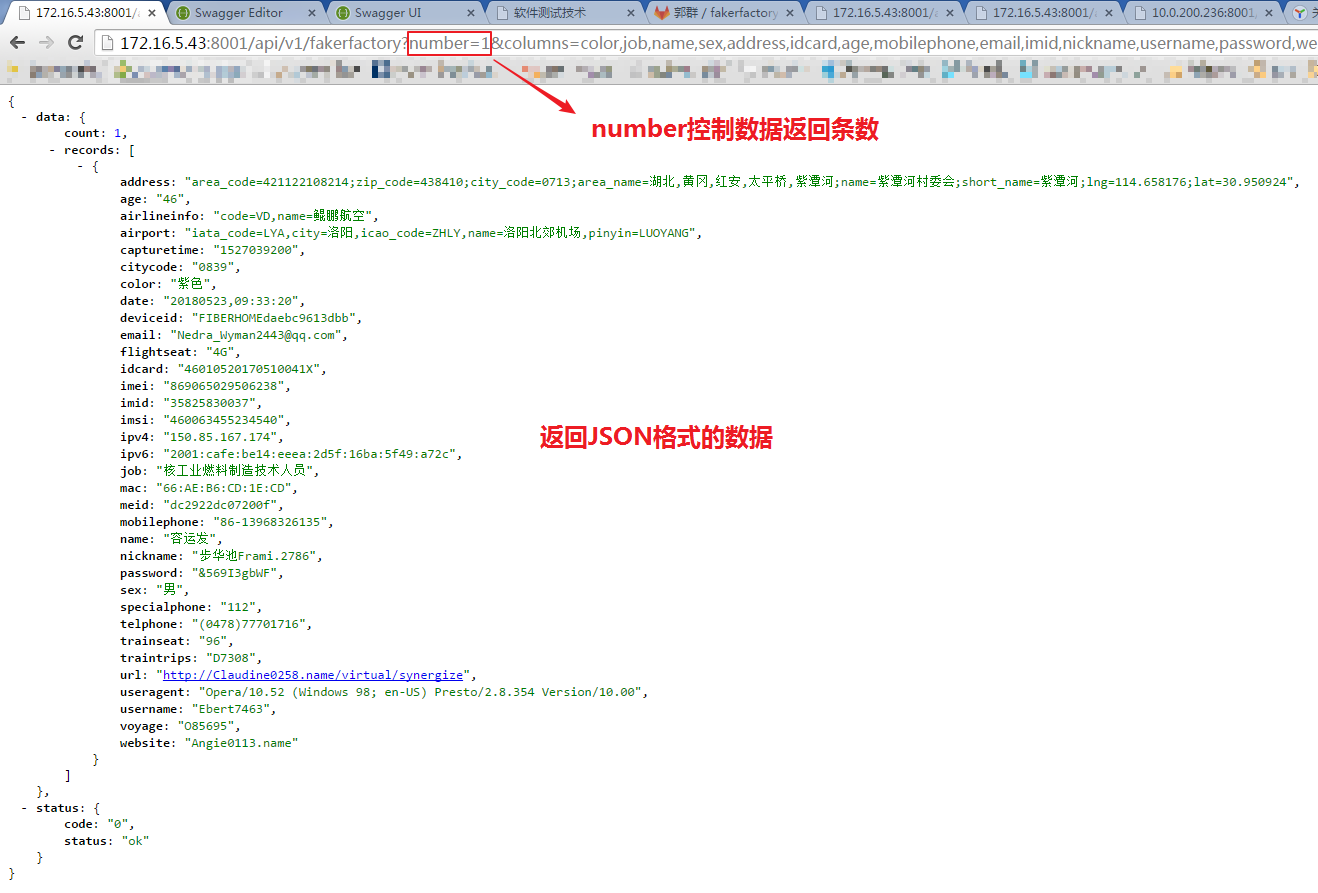 172.16.5.43:8001/a
Swagger Editor
Swagger UI
软件测试技术
郭群 / fakerfactory
172.16.5.43:8001/a
172.16.5.43:8001/a
10.0.200.236:8001
172.16.5.43:8001/api/v1/fakerfactory?number=1&columns=color,job,name,sex,address,idcard,age,mobilephone,email,imid,nickname,username,password,we
number控制数据返回条数
{
- data: {
count: 1,
- records: [
- {
address: "area_code=421122108214;zip_code=438410;city_code=0713;area_name=湖北,黄冈,红安,太平桥,紫潭河;name=紫潭河村委会;short_name=紫潭河;lng=114.658176;lat=30.950924",
age: "46",
airlineinfo: "code=VD,name=鲲鹏航空",
airport: "iata_code=LYA,city=洛阳,icao_code=ZHLY,name=洛阳北郊机场,pinyin=LUOYANG",
capturetime: "1527039200",
citycode: "0839",
color: "紫色",
date: "20180523,09:33:20",
deviceid: "FIBERHOMEdaebc9613dbb",
email: "Nedra_Wyman2443@qq.com",
flightseat: "4G",
idcard: "46010520170510041X",
imei: "869065029506238",
imid: "35825830037",
imsi: "460063455234540",
ipv4: "150.85.167.174",
ipv6: "2001:cafe:be14:eeea:2d5f:16ba:5f49:a72c",
job: "核工业燃料制造技术人员",
mac: "66:AE:B6:CD:1E:CD",
meid: "dc2922dc07200f",
mobilephone: "86-13968326135",
name: "容运发",
nickname: "步华池Frami.2786",
password: "&569I3gbWF",
sex: "男",
specialphone: "112",
telphone: "(0478)77701716",
trainseat: "96",
traintrips: "D7308",
url: "http://Claudine0258.name/virtual/synergize",
useragent: "Opera/10.52 (Windows 98; en-US) Presto/2.8.354 Version/10.00",
username: "Ebert7463",
voyage: "O85695",
website: "Angie0113.name"
}
]
},
- status: {
code: "0",
status: "ok"
}
}
返回JSON格式的数据